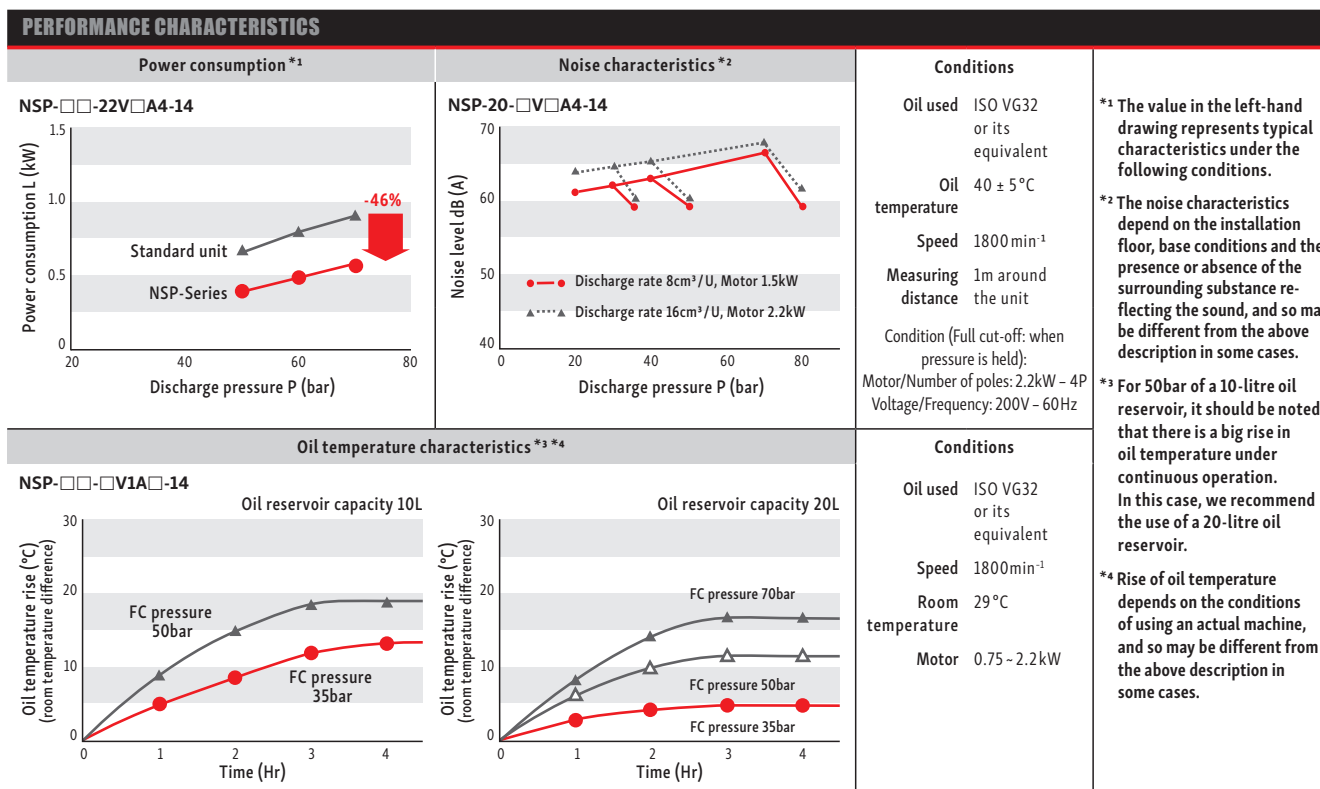 PERFORMANCE CHARACTERISTICS
Power consumption *¹
NSP-□□-22V□A4-14
Power consumption L (kW)
1.5
1.0
0.5
0
-46%
Standard unit
NSP-Series
20
40
60
80
Discharge pressure P (bar)
Noise characteristics *²
NSP-20-□V□A4-14
Noise level dB (A)
70
60
50
40
Discharge rate 8cm³/U, Motor 1.5kW
Discharge rate 16cm³/U, Motor 2.2kW
0
20
40
60
80
Discharge pressure P (bar)
Conditions
Oil used ISO VG32
or its
equivalent
Oil 40 ± 5°C
temperature
Speed 1800min⁻¹
Measuring 1m around
distance the unit
Condition (Full cut-off: when
pressure is held):
Motor/Number of poles: 2.2kW – 4P
Voltage/Frequency: 200V – 60Hz
Oil temperature characteristics *³ *⁴
NSP-□□-□V1A□-14
Oil reservoir capacity 10L
Oil temperature rise (°C)
(room temperature difference)
30
20
10
0
FC pressure
50bar
FC pressure
35bar
0
1
2
3
4
Time (Hr)
Oil reservoir capacity 20L
Oil temperature rise (°C)
(room temperature difference)
30
20
10
0
FC pressure 70bar
FC pressure 50bar
FC pressure 35bar
0
1
2
3
4
Time (Hr)
Conditions
Oil used ISO VG32
or its
equivalent
Speed 1800min⁻¹
Room 29°C
temperature
Motor 0.75 ~ 2.2kW
*¹ The value in the left-hand
drawing represents typical
characteristics under the
following conditions.
*² The noise characteristics
depend on the installation
floor, base conditions and the
presence or absence of the
surrounding substance re-
flecting the sound, and so ma
be different from the above
description in some cases.
*³ For 50bar of a 10-litre oil
reservoir, it should be noted
that there is a big rise in
oil temperature under
continuous operation.
In this case, we recommend
the use of a 20-litre oil
reservoir.
*⁴ Rise of oil temperature
depends on the conditions
of using an actual machine,
and so may be different from
the above description in
some cases.